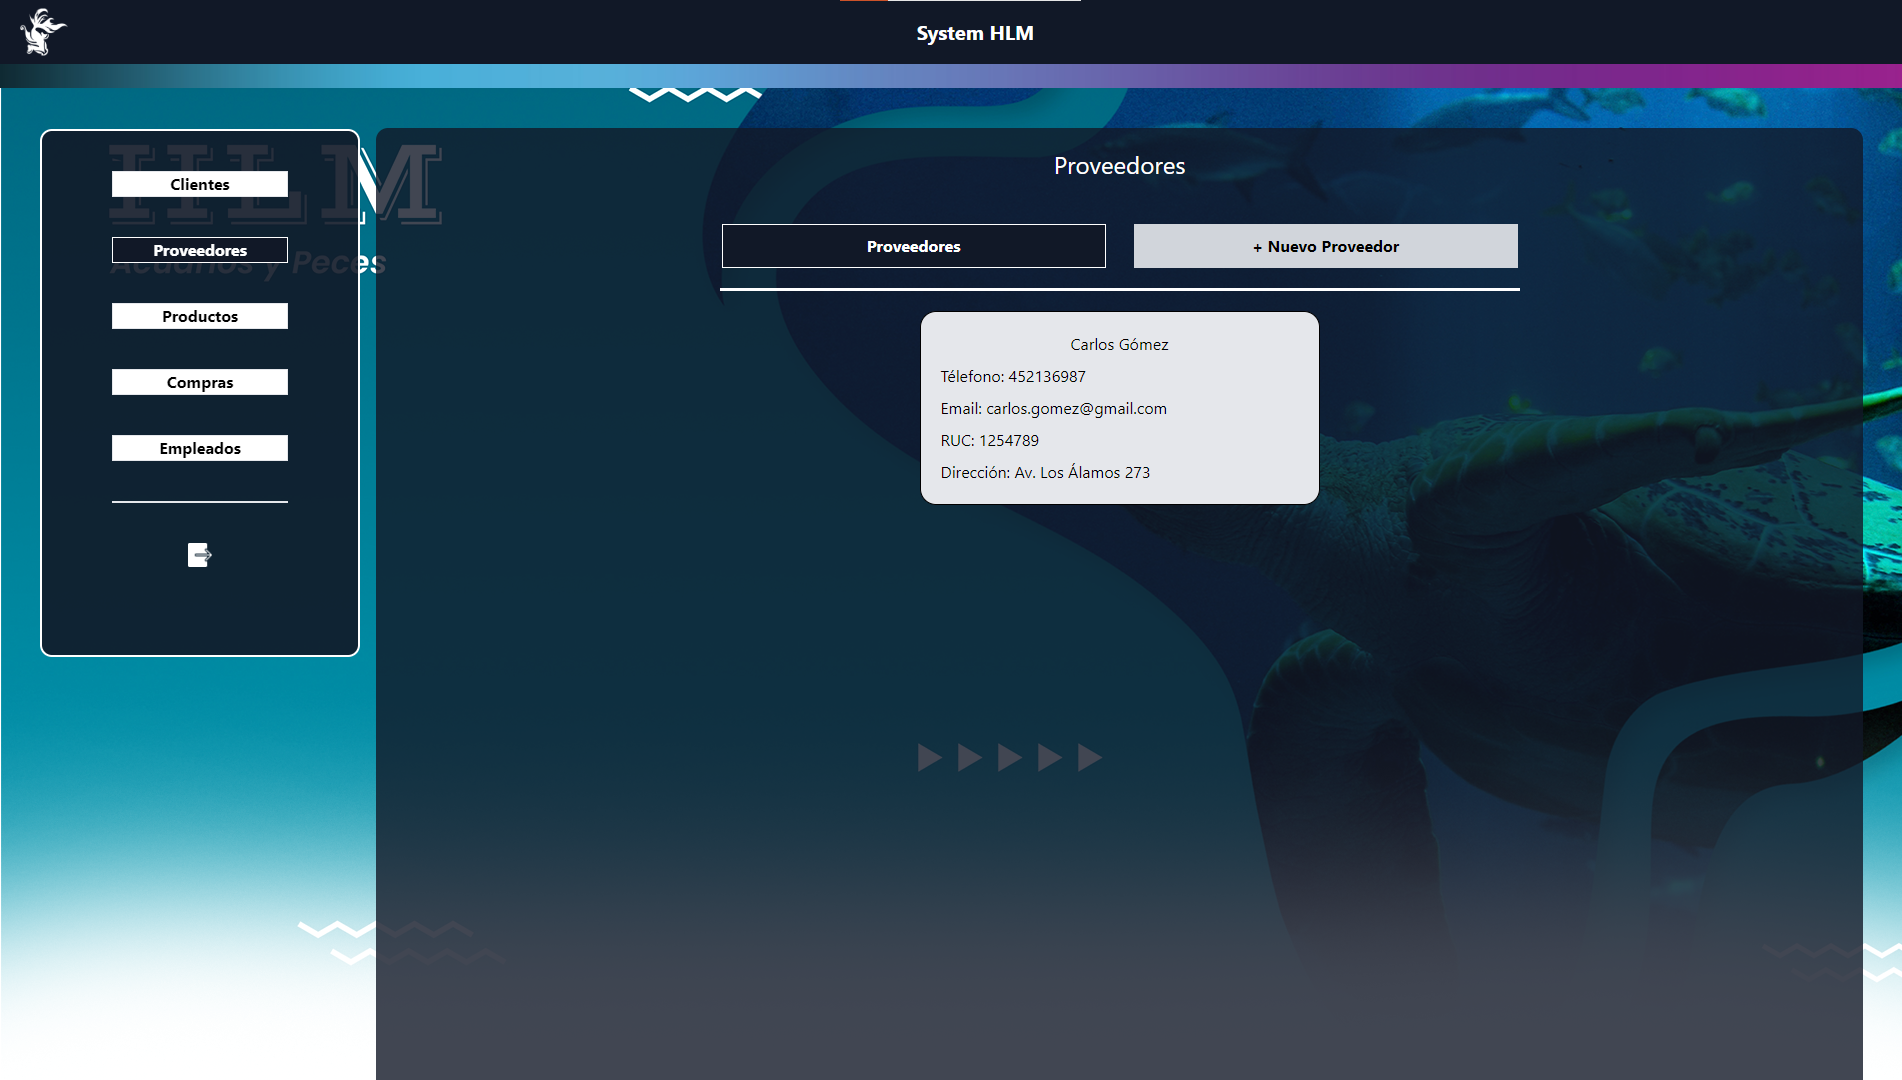 System HLM
HLM
Acuarios y Peces
Clientes
Proveedores
Productos
Compras
Empleados
Proveedores
Proveedores
+ Nuevo Proveedor
Carlos Gómez
Télefono: 452136987
Email: carlos.gomez@gmail.com
RUC: 1254789
Dirección: Av. Los Álamos 273